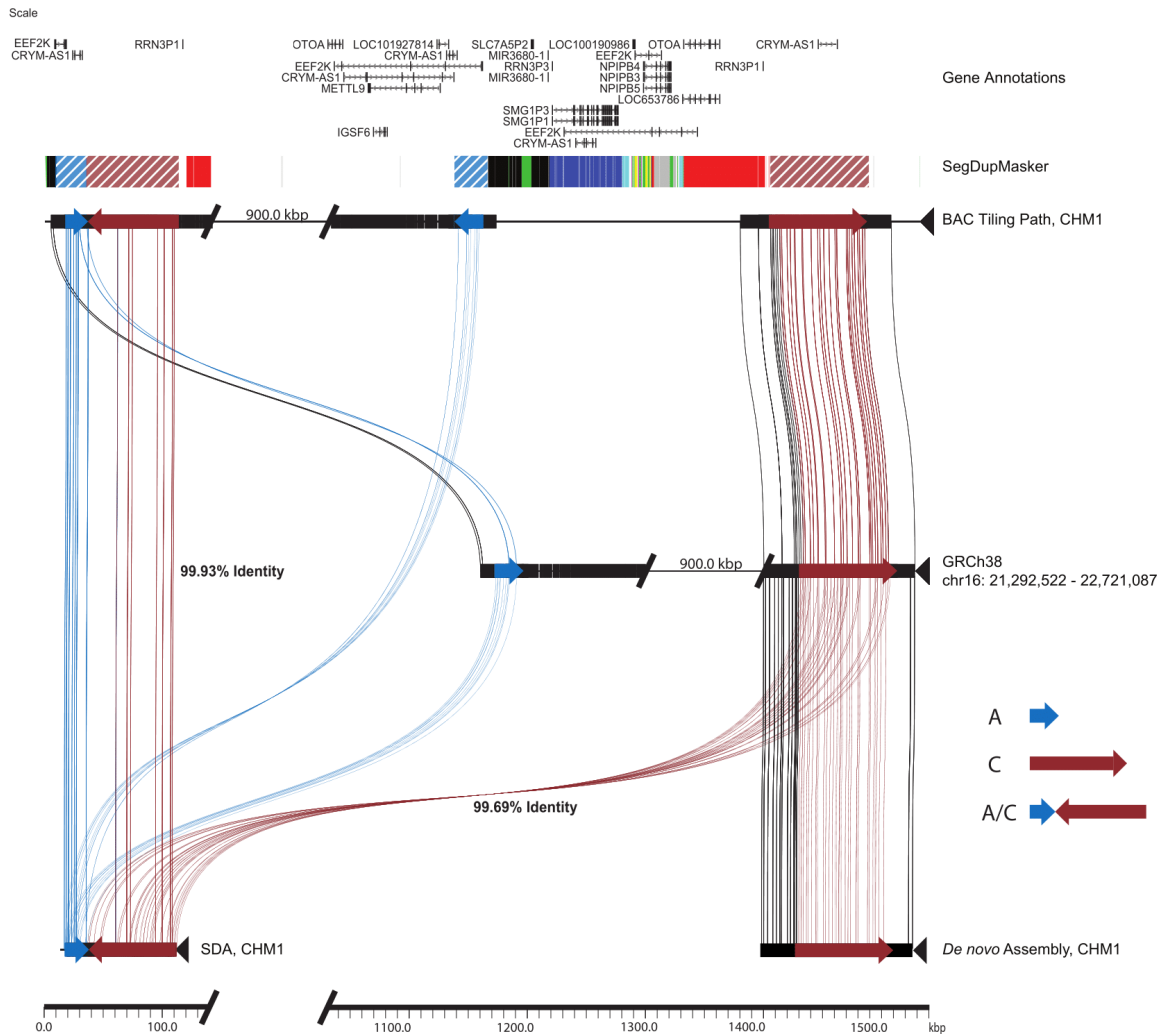 Scale
EEF2K RRN3P1 OTOA LOC101927814 SLC7A5P2 LOC100190986 OTOA CRYM-AS1
CRYM-AS1 CRYM-AS1 MIR3680-1 EEF2K
EEF2K RRN3P3 NPIPB4 RRN3P1
CRYM-AS1 MIR3680-1 NPIPB3
METTL9 NPIPB5
LOC653786
SMG1P3
SMG1P1
IGSF6 EEF2K
CRYM-AS1
Gene Annotations
SegDupMasker
900.0 kbp
BAC Tiling Path, CHM1
99.93% Identity
900.0 kbp
GRCh38
chr16: 21,292,522 - 22,721,087
A
C
A/C
99.69% Identity
SDA, CHM1
De novo Assembly, CHM1
0.0 100.0 1100.0 1200.0 1300.0 1400.0 1500.0 kbp